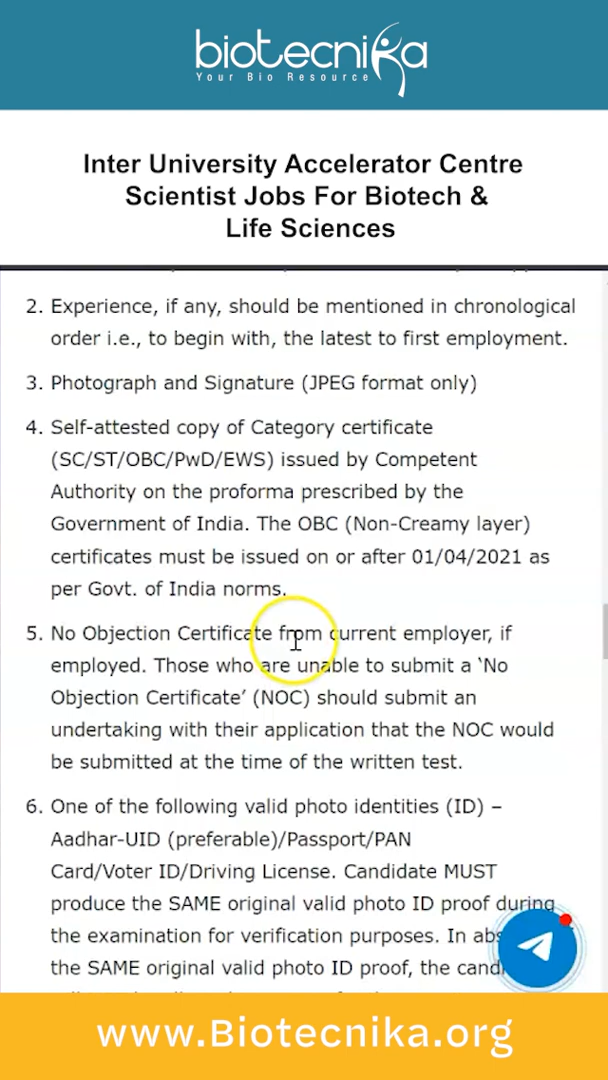 biotecnika
Your Bio Resource
Inter University Accelerator Centre
Scientist Jobs For Biotech &
Life Sciences
2. Experience, if any, should be mentioned in chronological
order i.e., to begin with, the latest to first employment.
3. Photograph and Signature (JPEG format only)
4. Self-attested copy of Category certificate
(SC/ST/OBC/PwD/EWS) issued by Competent
Authority on the proforma prescribed by the
Government of India. The OBC (Non-Creamy layer)
certificates must be issued on or after 01/04/2021 as
per Govt. of India norms.
5. No Objection Certificate from current employer, if
employed. Those who are unable to submit a ‘No
Objection Certificate’ (NOC) should submit an
undertaking with their application that the NOC would
be submitted at the time of the written test.
6. One of the following valid photo identities (ID) –
Aadhar-UID (preferable)/Passport/PAN
Card/Voter ID/Driving License. Candidate MUST
produce the SAME original valid photo ID proof during
the examination for verification purposes. In
the SAME original valid photo ID proof, the
www.Biotecnika.org